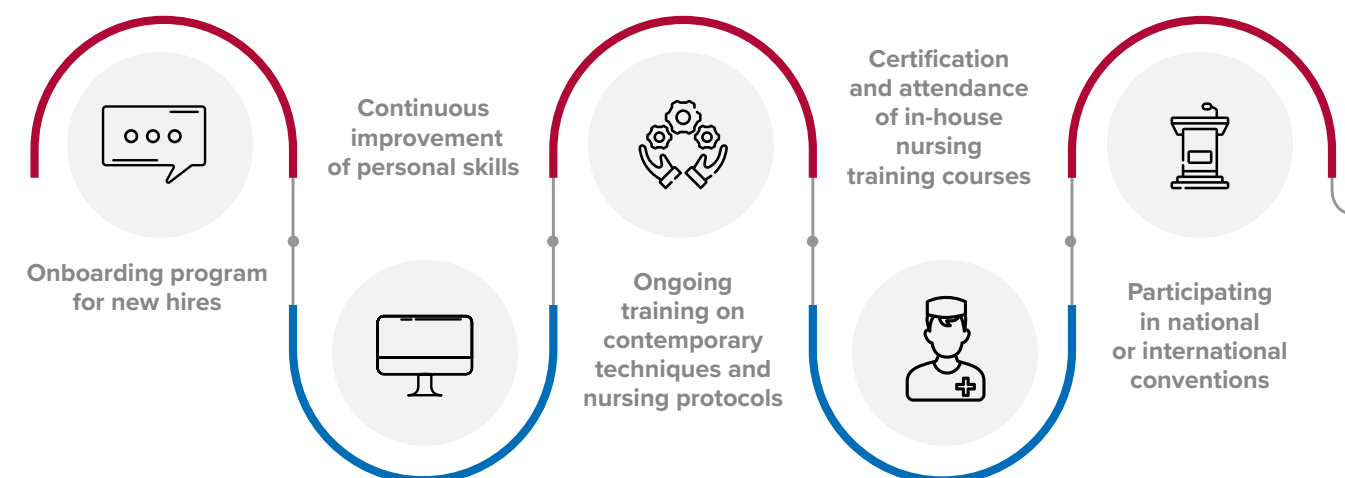 Onboarding program
for new hires
Continuous
improvement
of personal skills
Ongoing
training on
contemporary
techniques and
nursing protocols
Certification
and attendance
of in-house
nursing
training courses
Participating
in national
or international
conventions